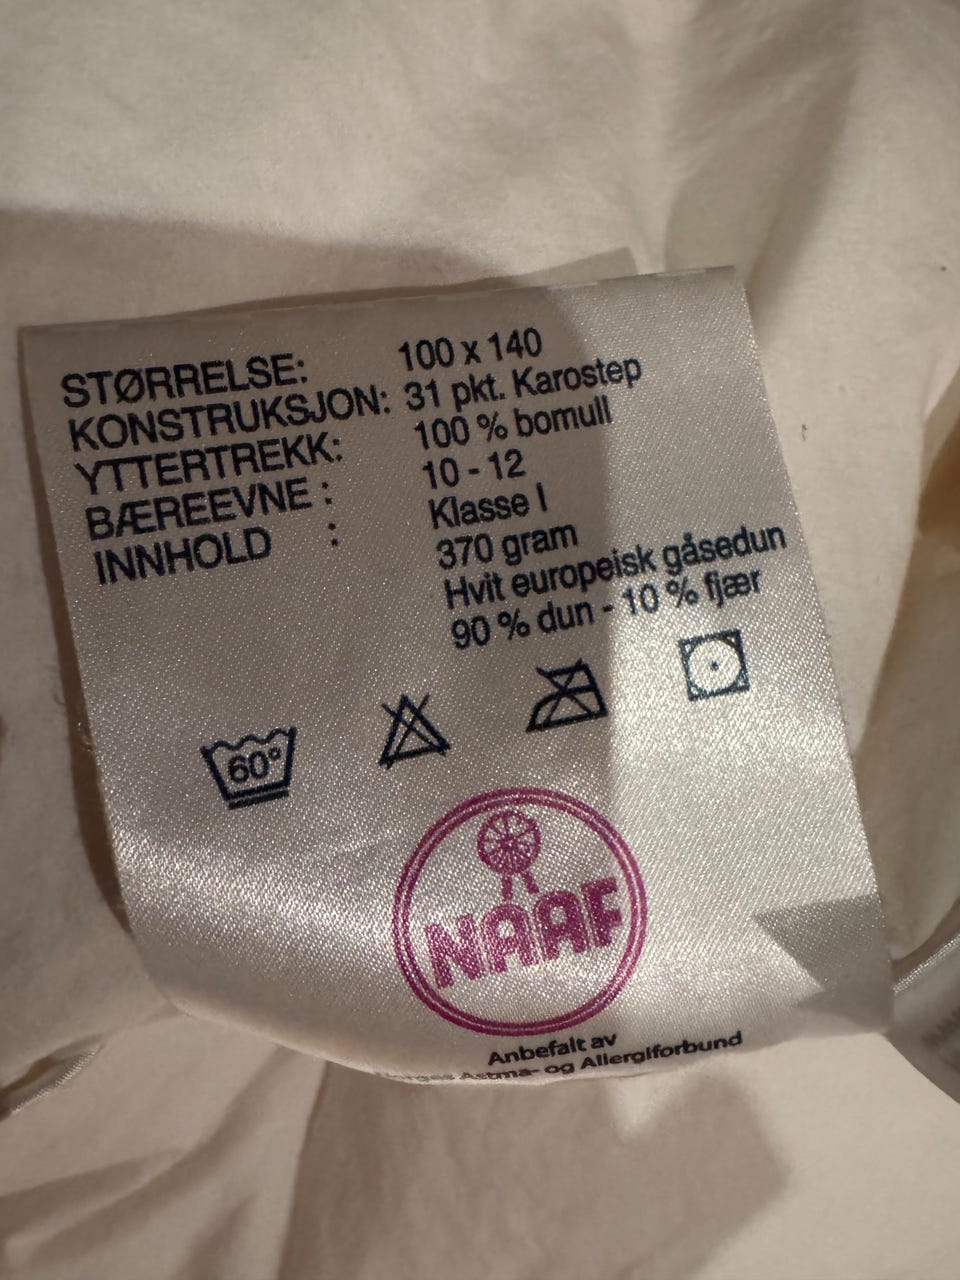 STØRRELSE: 100 x 140
KONSTRUKSJON: 31 pkt. Karostep
YTTERTREKK: 100 % bomull
BÆREEVNE : 10 - 12
INNHOLD : Klasse I
370 gram
Hvit europeisk gåsedun
90 % dun - 10 % fjær
60°
NAAF
Anbefalt av
Astma- og Allergiforbund